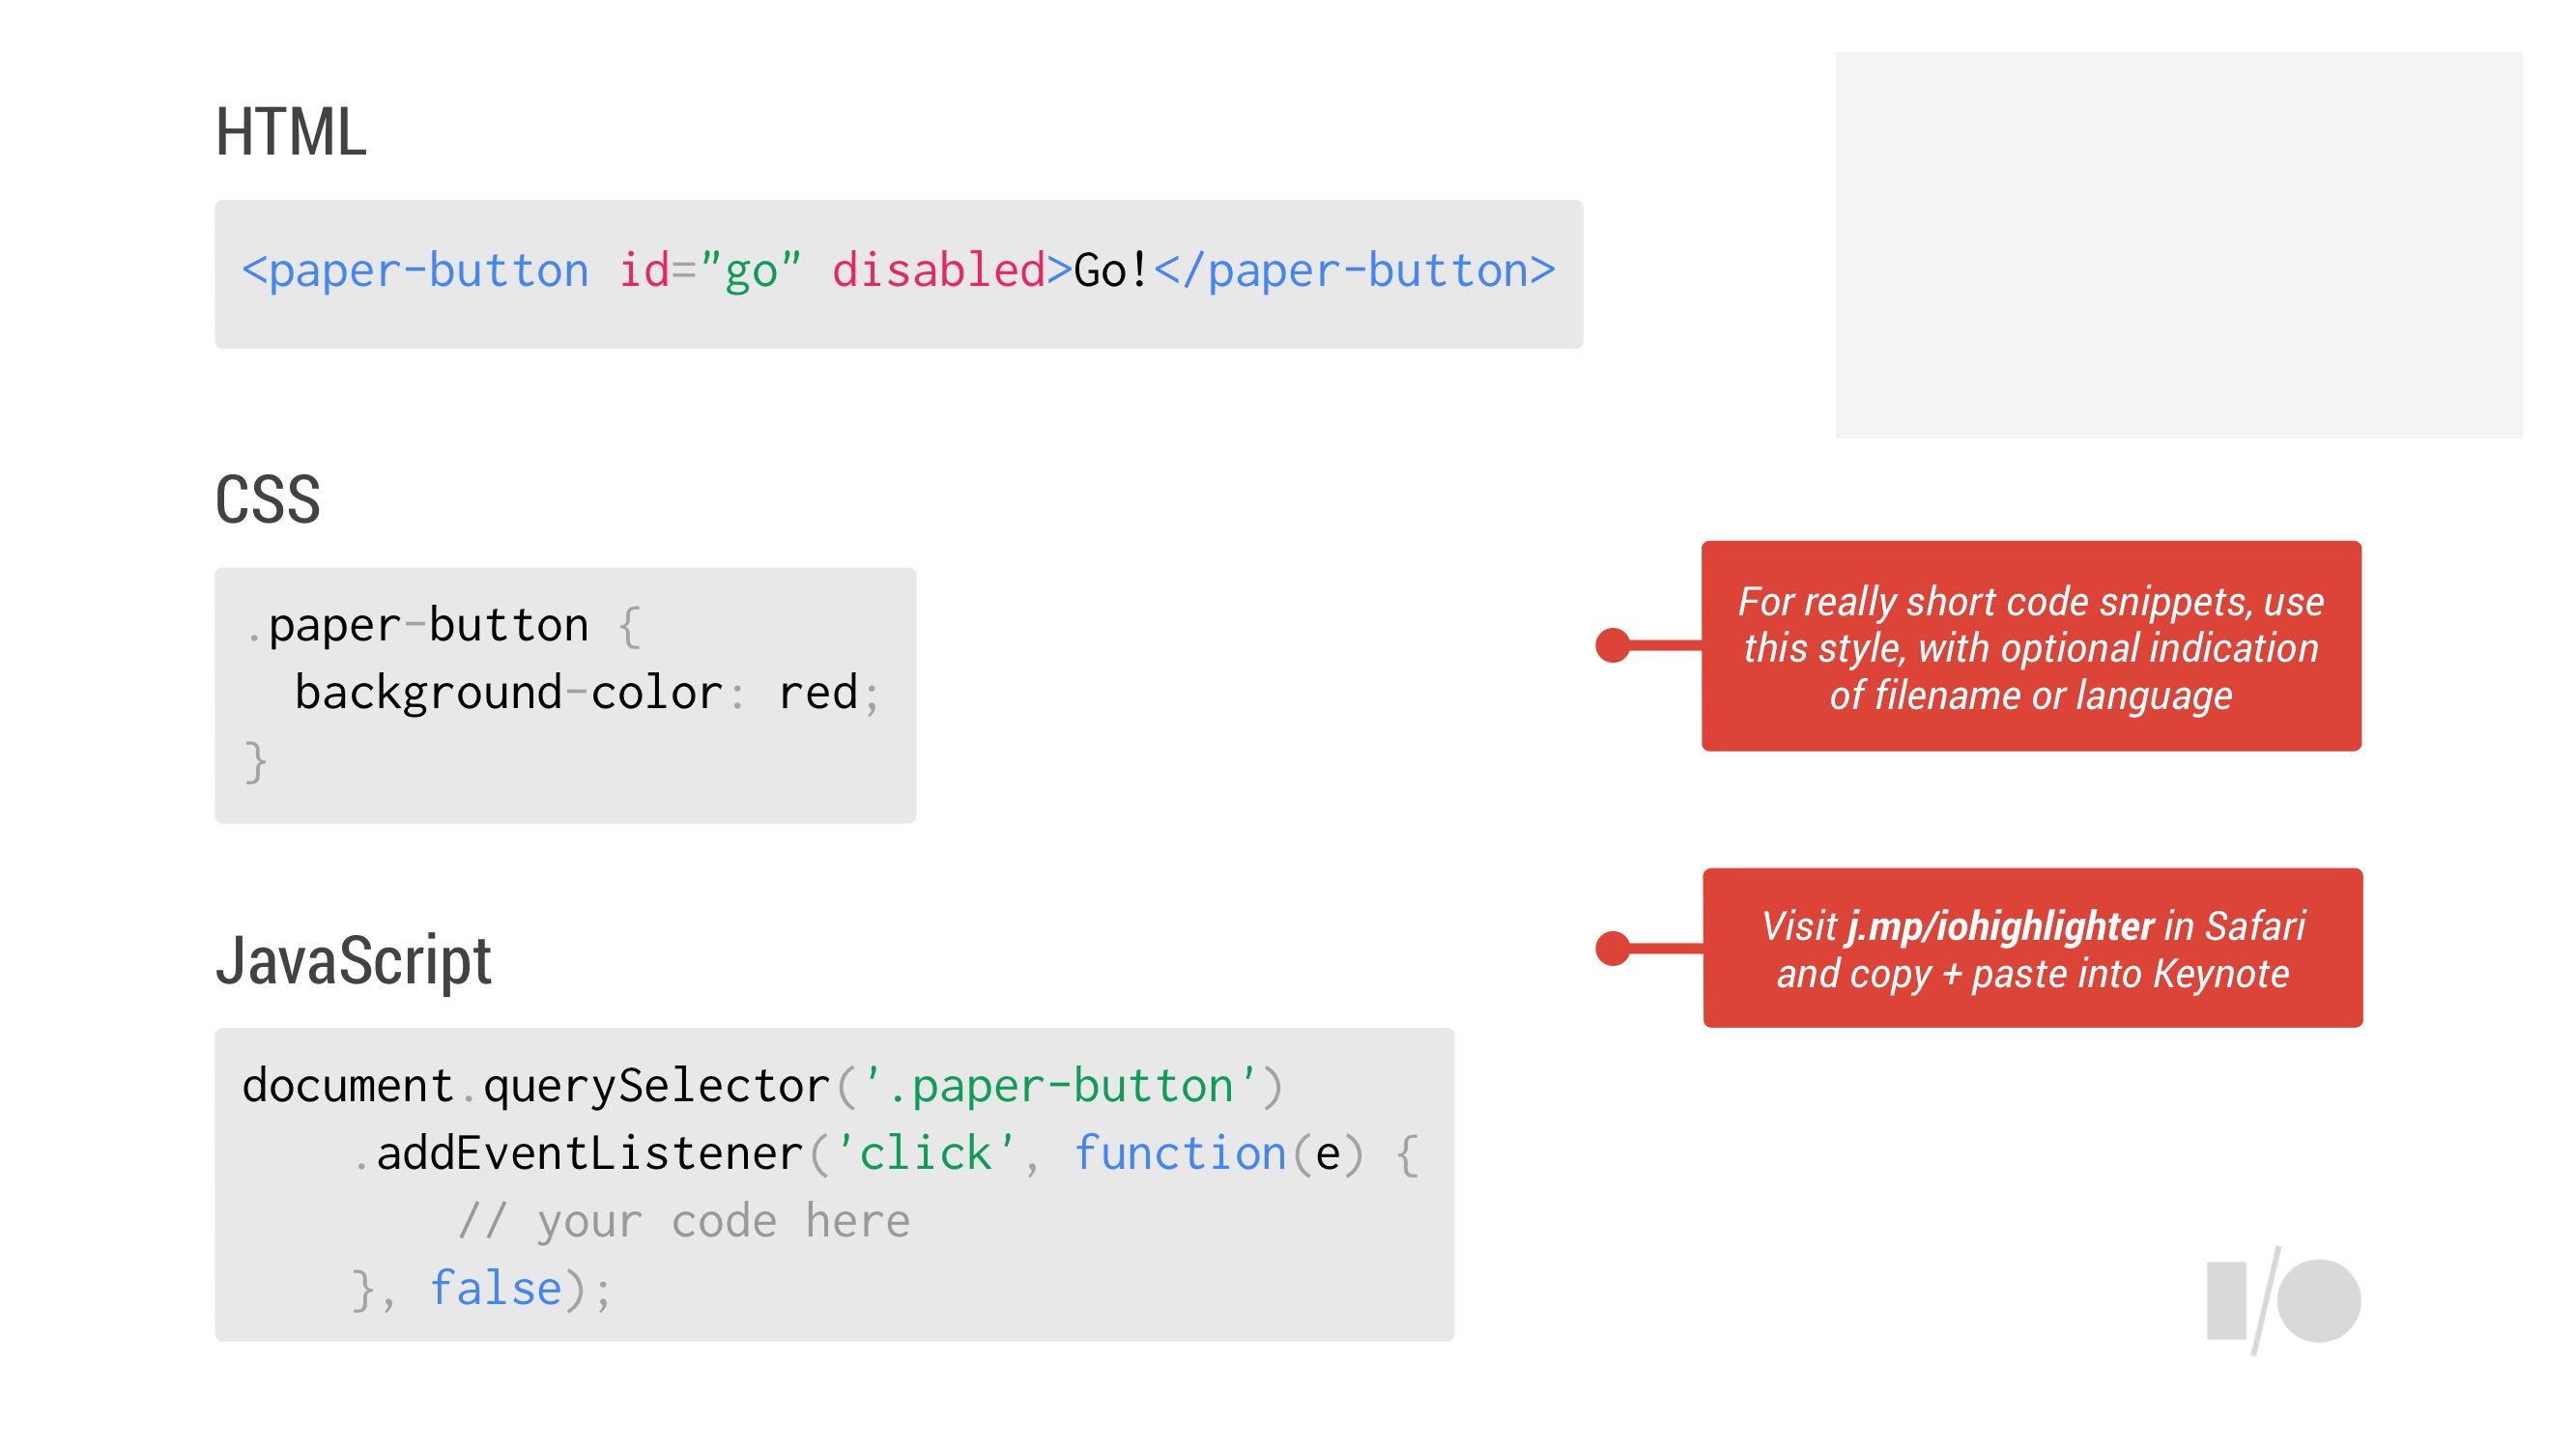 HTML
<paper-button id="go" disabled>Go!</paper-button>
CSS
.paper-button {
  background-color: red;
}
For really short code snippets, use
this style, with optional indication
of filename or language
Visit j.mp/iohighlighter in Safari
and copy + paste into Keynote
JavaScript
document.querySelector('.paper-button')
    .addEventListener('click', function(e) {
        // your code here
    }, false);
I/O